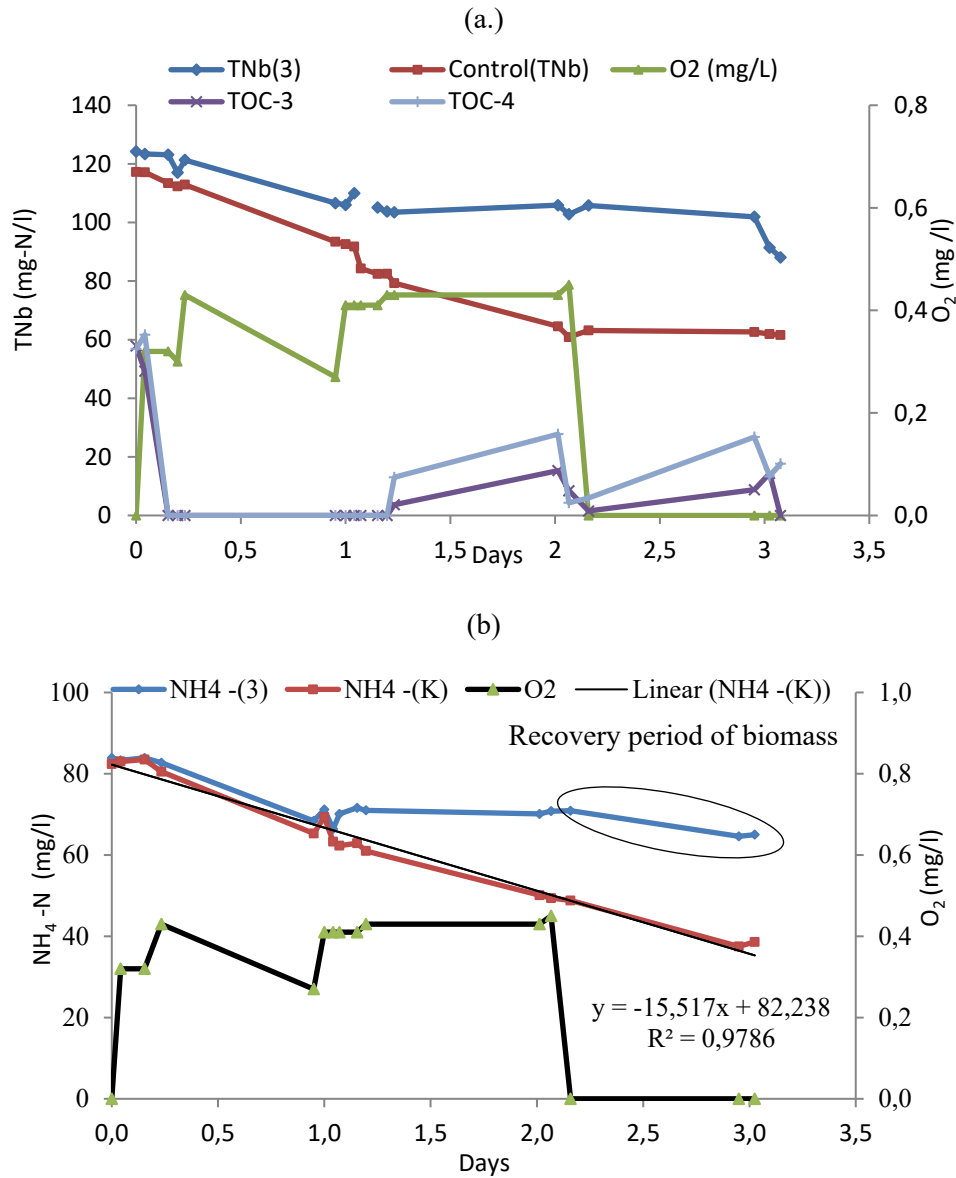 (a.)
TNb(3) Control(TNb) O2 (mg/L)
TOC-3 TOC-4
140 0,8
120
100 0,6
80
0,4
60
40 0,2
20
0 0,0
0 0,5 1 1,5 2 2,5 3 3,5
Days
TNb (mg-N/l)
O₂ (mg /l)
(b)
NH4 -(3) NH4 -(K) O2 Linear (NH4 -(K))
100 1,0
Recovery period of biomass
80 0,8
60 0,6
40 0,4
y = -15,517x + 82,238
R² = 0,9786
20 0,2
0 0,0
0,0 0,5 1,0 1,5 2,0 2,5 3,0 3,5
Days
NH₄ -N (mg/l)
O₂ (mg/l)